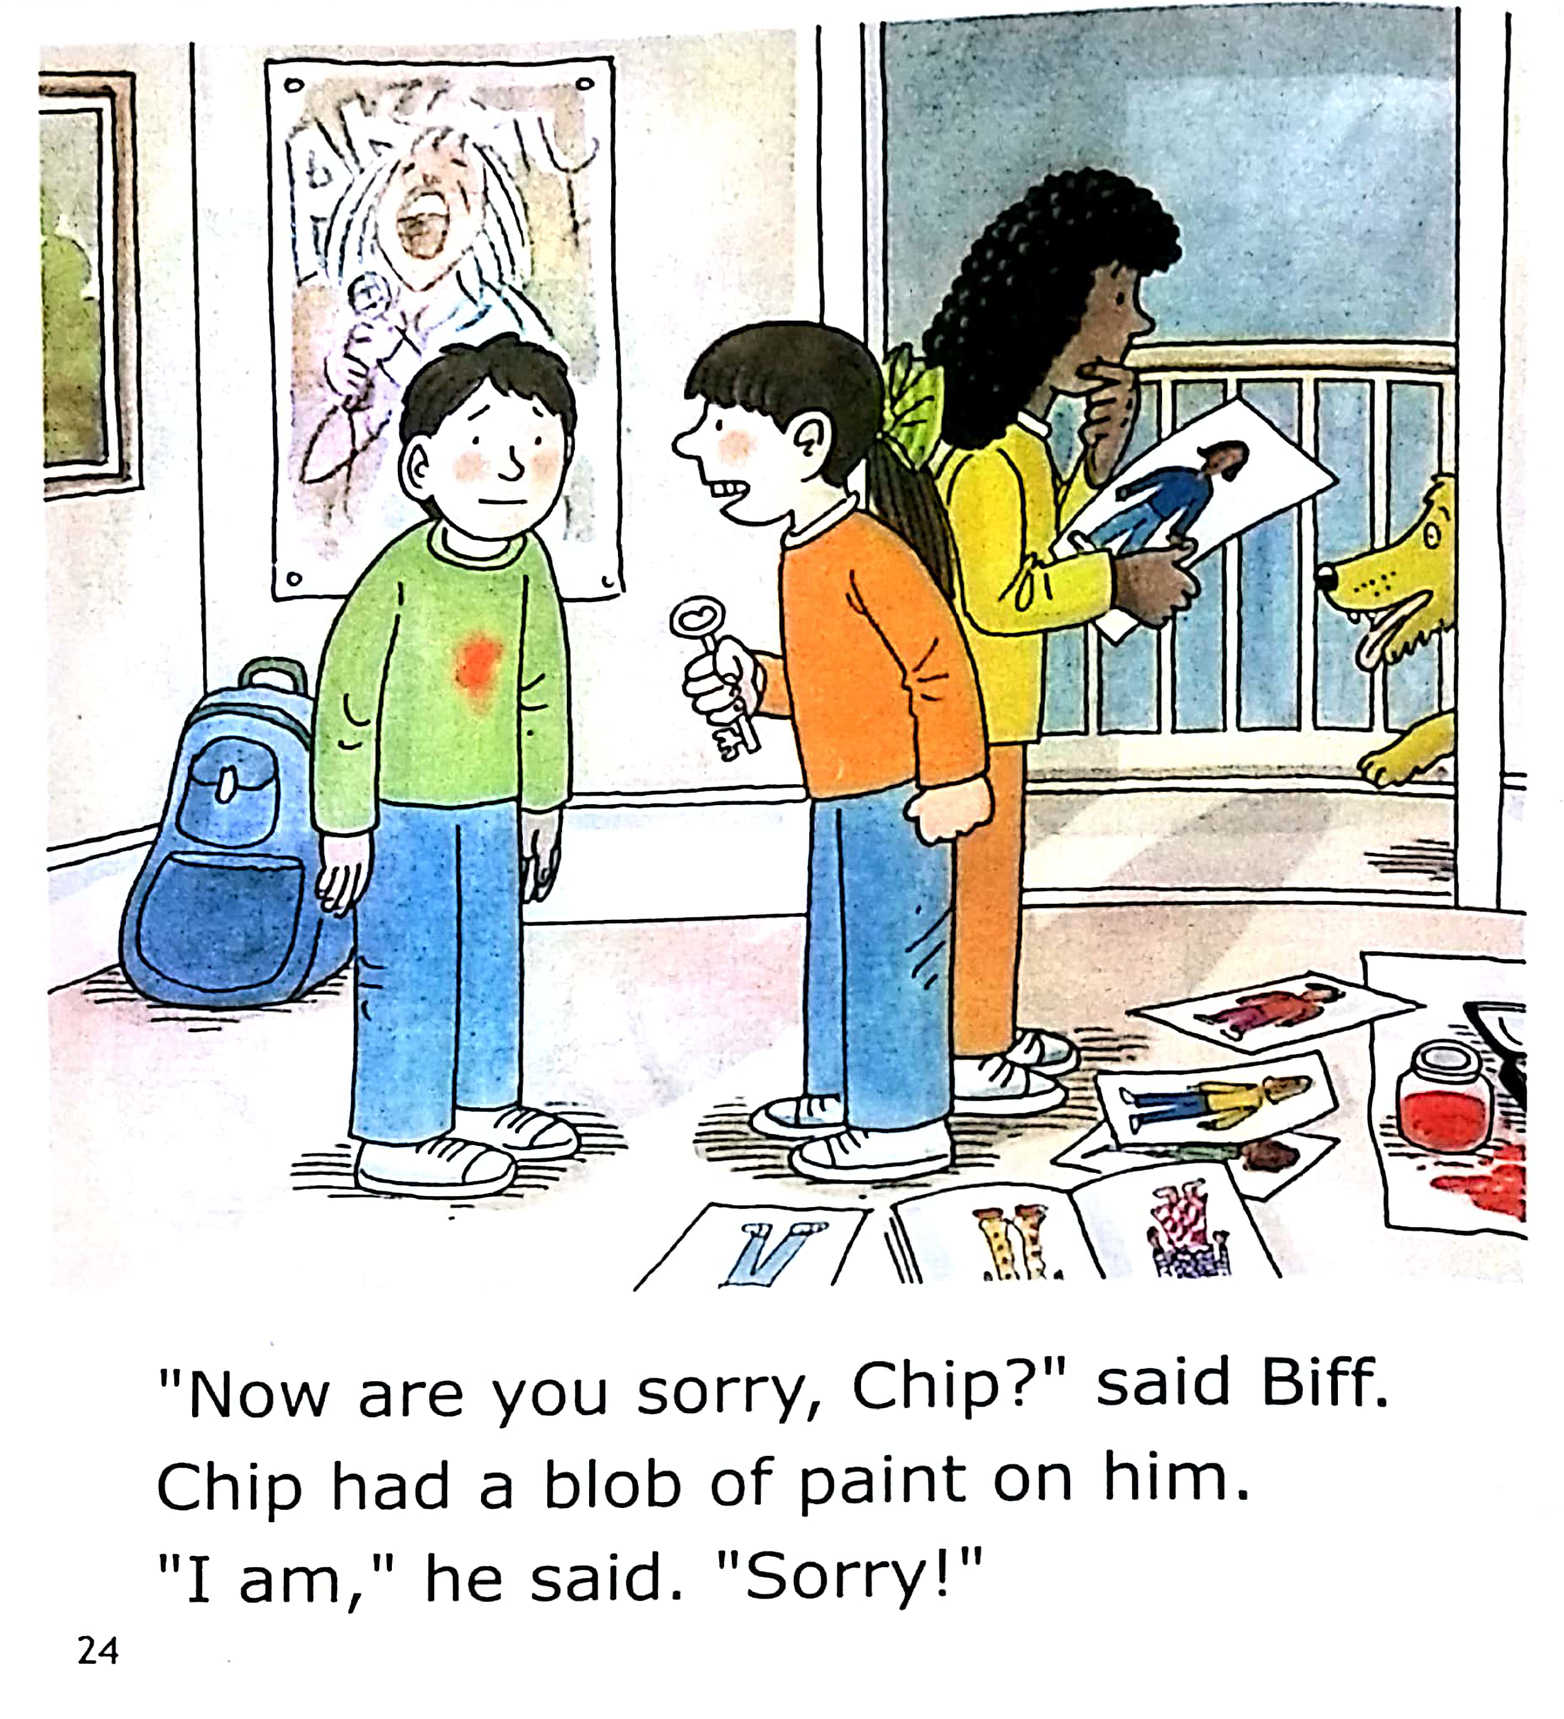 "Now are you sorry, Chip?" said Biff.
Chip had a blob of paint on him.
"I am," he said. "Sorry!"
24